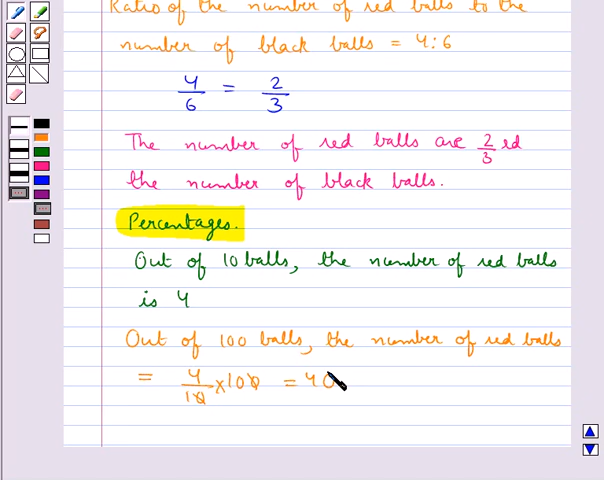 Ratio of the number of red balls to the
number of black balls = 4:6
4/6 = 2/3
The number of red balls are 2/3 rd
the number of black balls.
Percentages.
Out of 10 balls, the number of red balls
is 4
Out of 100 balls, the number of red balls
= 4/10 × 100 = 40